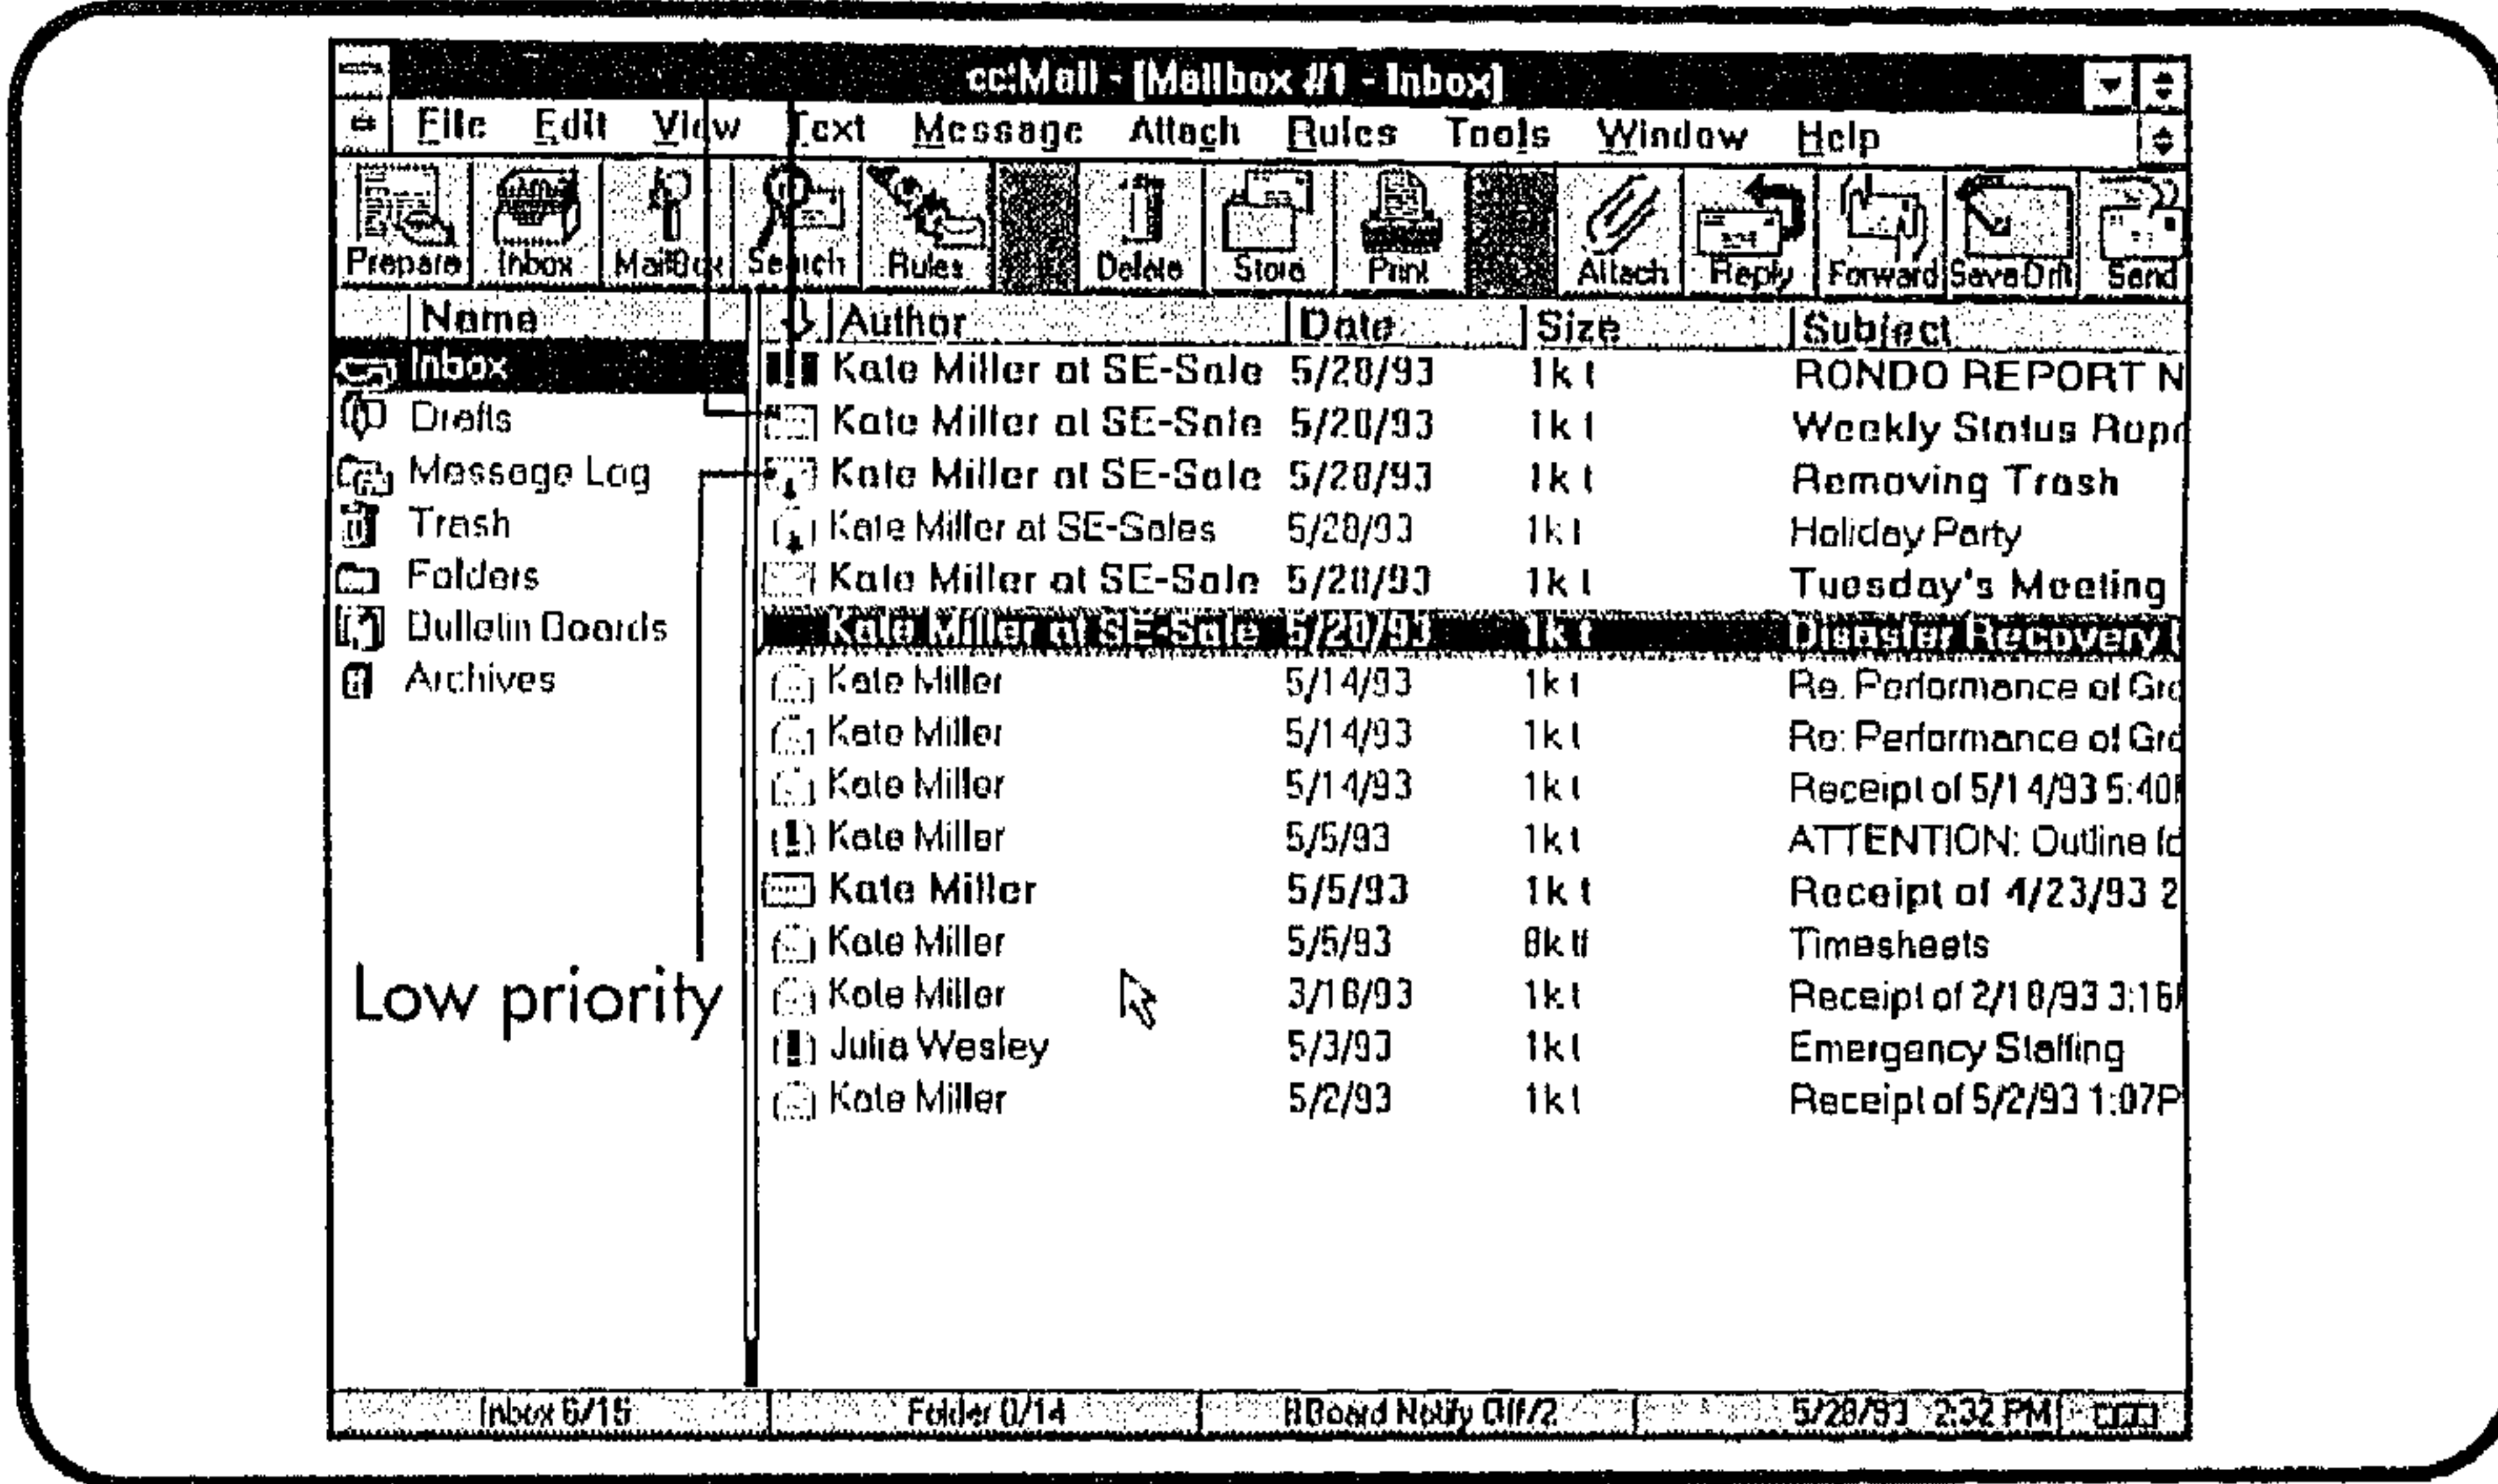 cc:Mail - [Mailbox #1 - Inbox]
File Edit View Text Message Attach Rules Tools Window Help
Prepare Inbox MailBox Search Rules Delete Store Print Attach Reply Forward SaveDrft Send
Name Author Date Size Subject
Inbox Kate Miller at SE-Sale 5/28/93 1k t RONDO REPORT N
Drafts Kate Miller at SE-Sale 5/28/93 1k t Weekly Status Repo
Message Log Kate Miller at SE-Sale 5/28/93 1k t Removing Trash
Trash Kate Miller at SE-Sales 5/28/93 1k t Holiday Party
Folders Kate Miller at SE-Sale 5/28/93 1k t Tuesday's Meeting
Bulletin Boards Kate Miller at SE-Sale 5/28/93 1k t Disaster Recovery
Archives Kate Miller 5/14/93 1k t Re: Performance of Gro
Kate Miller 5/14/93 1k t Re: Performance of Gro
Kate Miller 5/14/93 1k t Receipt of 5/14/93 5:40
Kate Miller 5/5/93 1k t ATTENTION: Outline fo
Kate Miller 5/5/93 1k t Receipt of 4/23/93 2
Kate Miller 5/5/93 8k tf Timesheets
Low priority Kate Miller 3/18/93 1k t Receipt of 2/18/93 3:16
Julia Wesley 5/3/93 1k t Emergency Staffing
Kate Miller 5/2/93 1k t Receipt of 5/2/93 1:07P
Inbox 6/15 Folder 0/14 BBoard Notify Off/2 5/28/93 2:32 PM